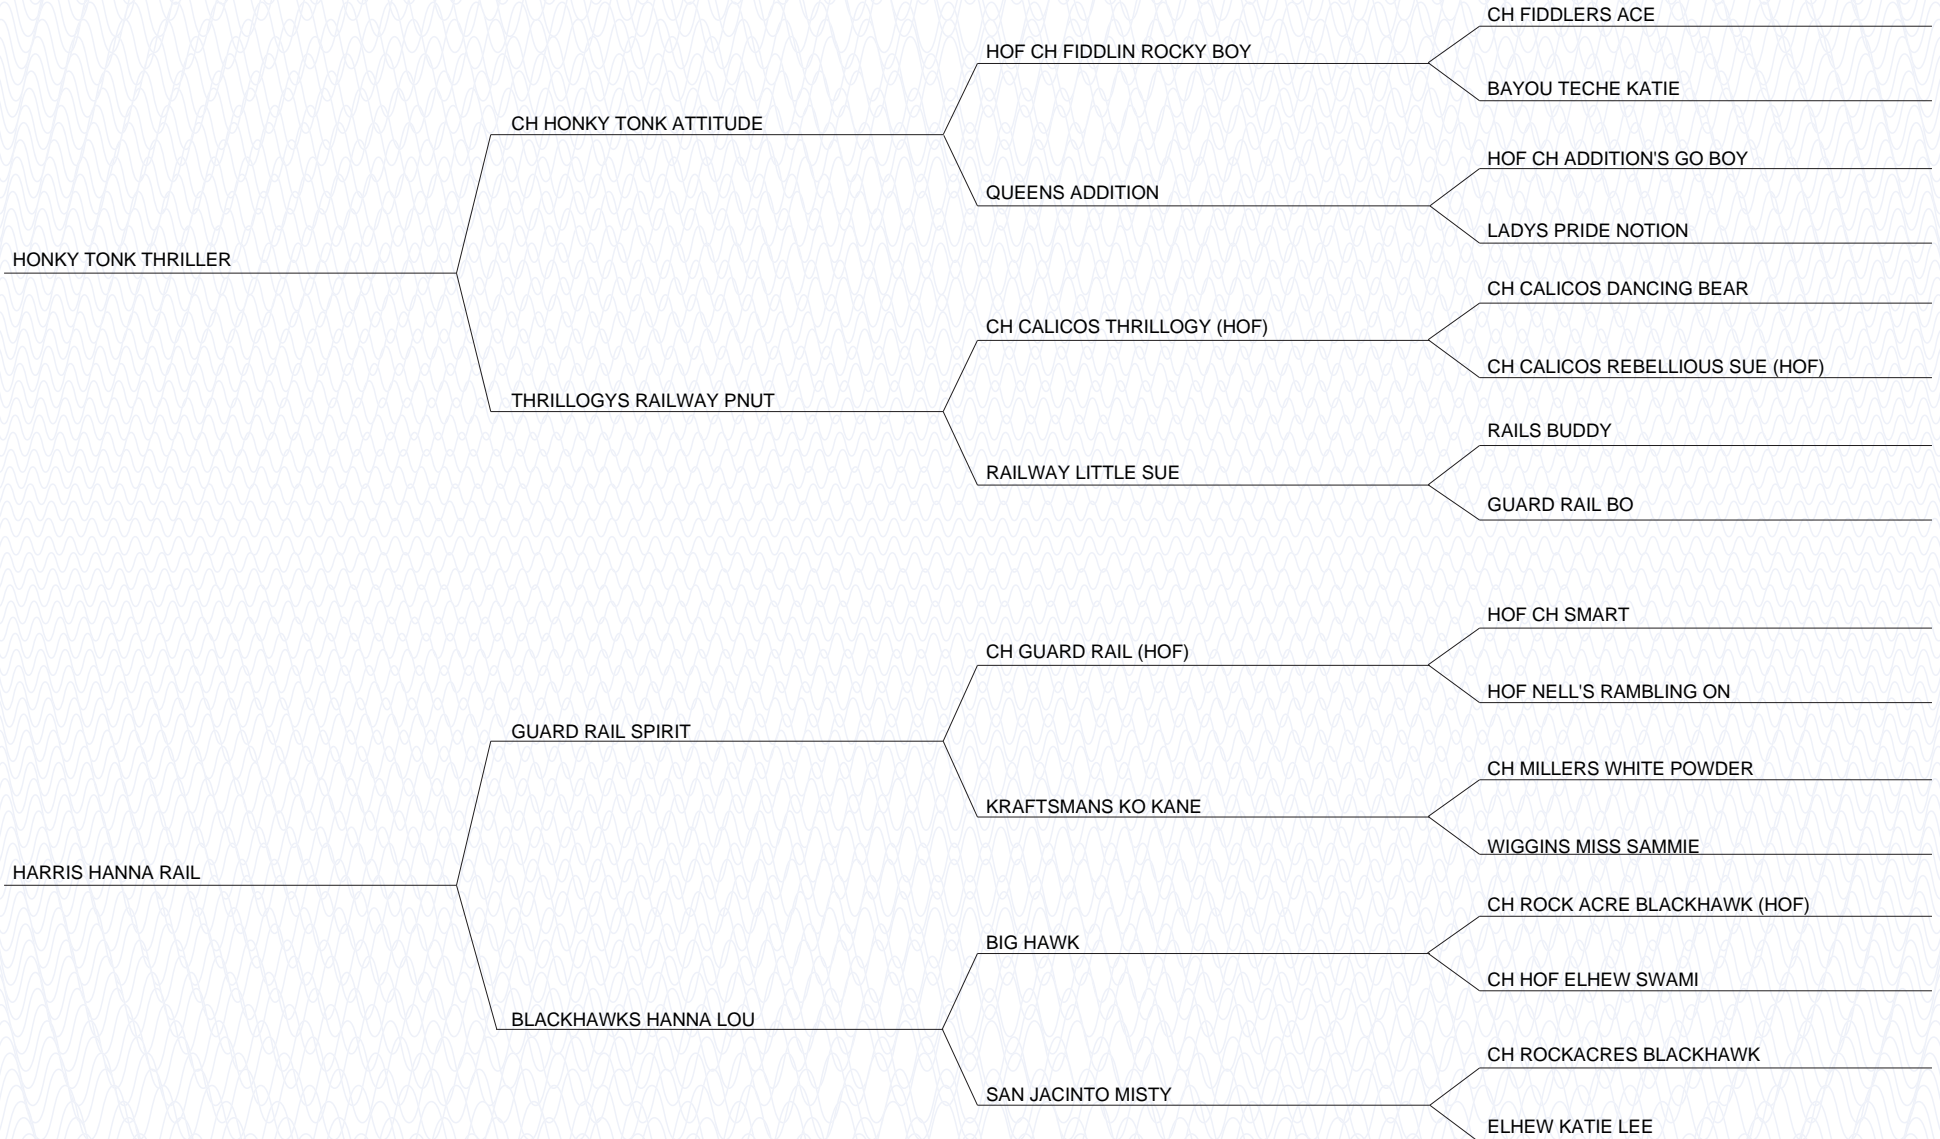 CH FIDDLERS ACE
HOF CH FIDDLIN ROCKY BOY
BAYOU TECHE KATIE
CH HONKY TONK ATTITUDE
HOF CH ADDITION'S GO BOY
QUEENS ADDITION
LADYS PRIDE NOTION
HONKY TONK THRILLER
CH CALICOS DANCING BEAR
CH CALICOS THRILLOGY (HOF)
CH CALICOS REBELLIOUS SUE (HOF)
THRILLOGYS RAILWAY PNUT
RAILS BUDDY
RAILWAY LITTLE SUE
GUARD RAIL BO
HOF CH SMART
CH GUARD RAIL (HOF)
HOF NELL'S RAMBLING ON
GUARD RAIL SPIRIT
CH MILLERS WHITE POWDER
KRAFTSMANS KO KANE
WIGGINS MISS SAMMIE
HARRIS HANNA RAIL
CH ROCK ACRE BLACKHAWK (HOF)
BIG HAWK
CH HOF ELHEW SWAMI
BLACKHAWKS HANNA LOU
CH ROCKACRES BLACKHAWK
SAN JACINTO MISTY
ELHEW KATIE LEE